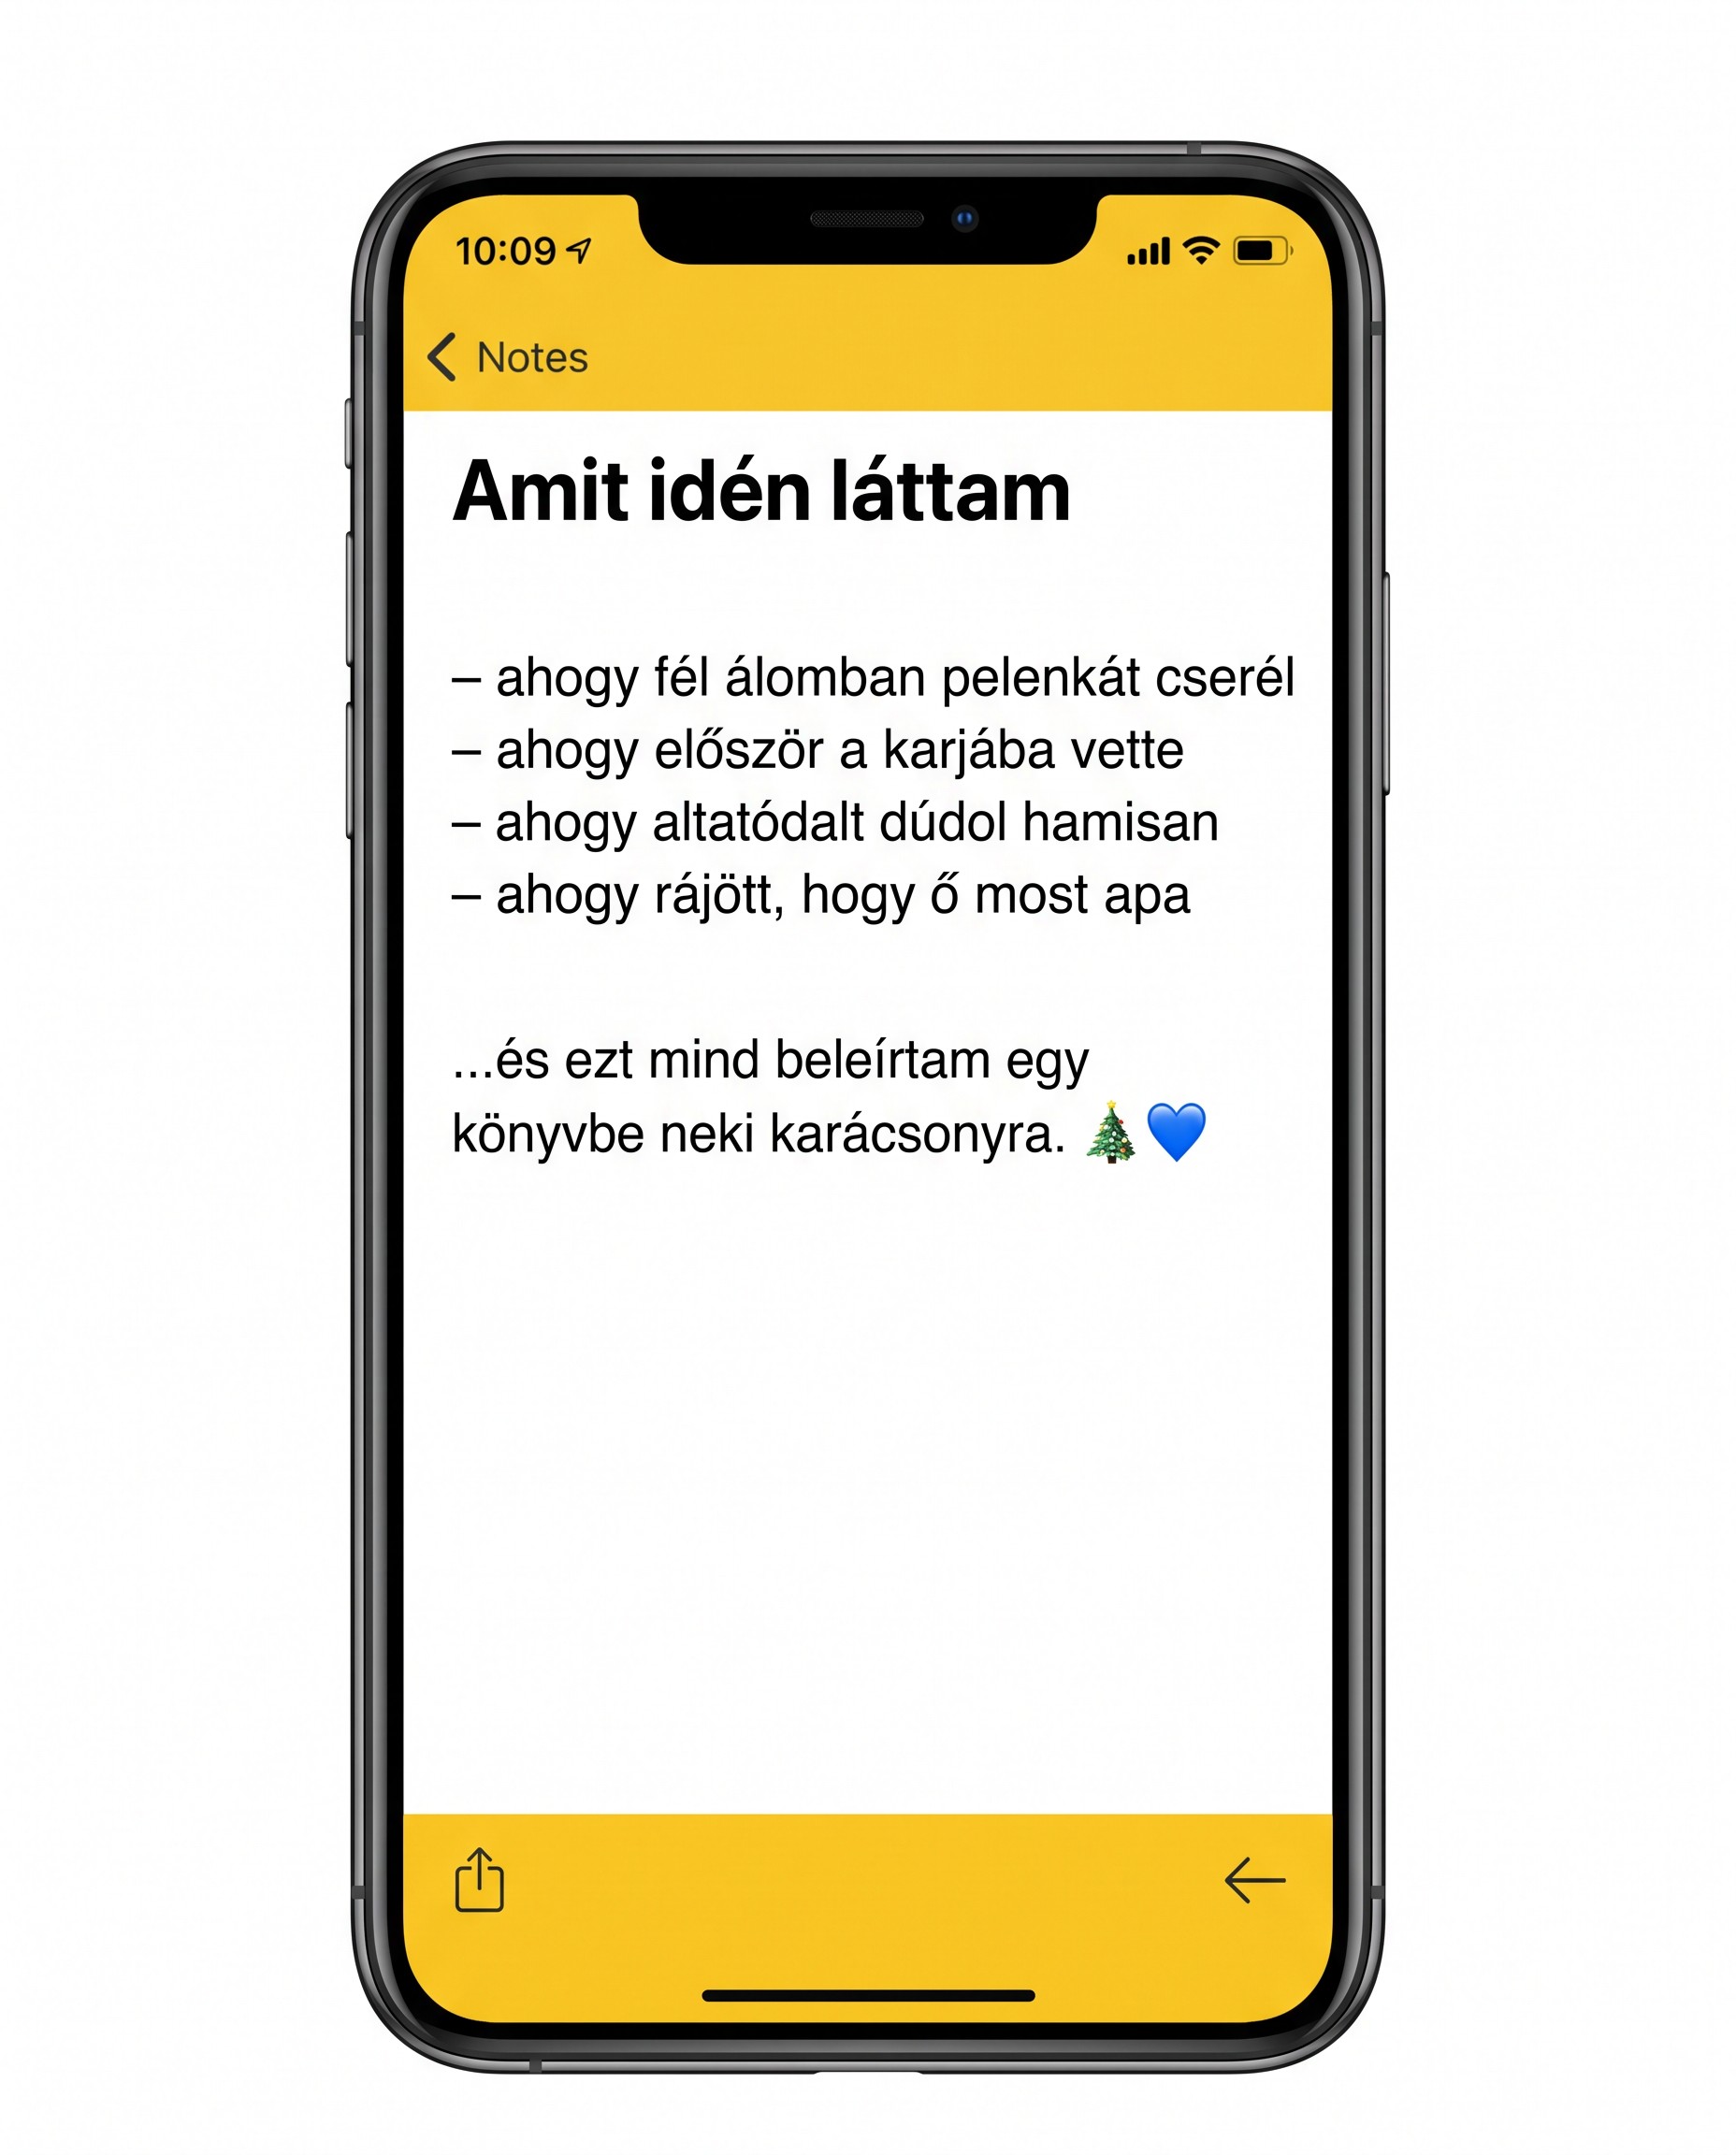 10:09
Notes
Amit idén láttam
– ahogy fél álomban pelenkát cserél
– ahogy először a karjába vette
– ahogy altatódalt dúdol hamisan
– ahogy rájött, hogy ő most apa
...és ezt mind beleírtam egy
könyvbe neki karácsonyra. 🎄💙